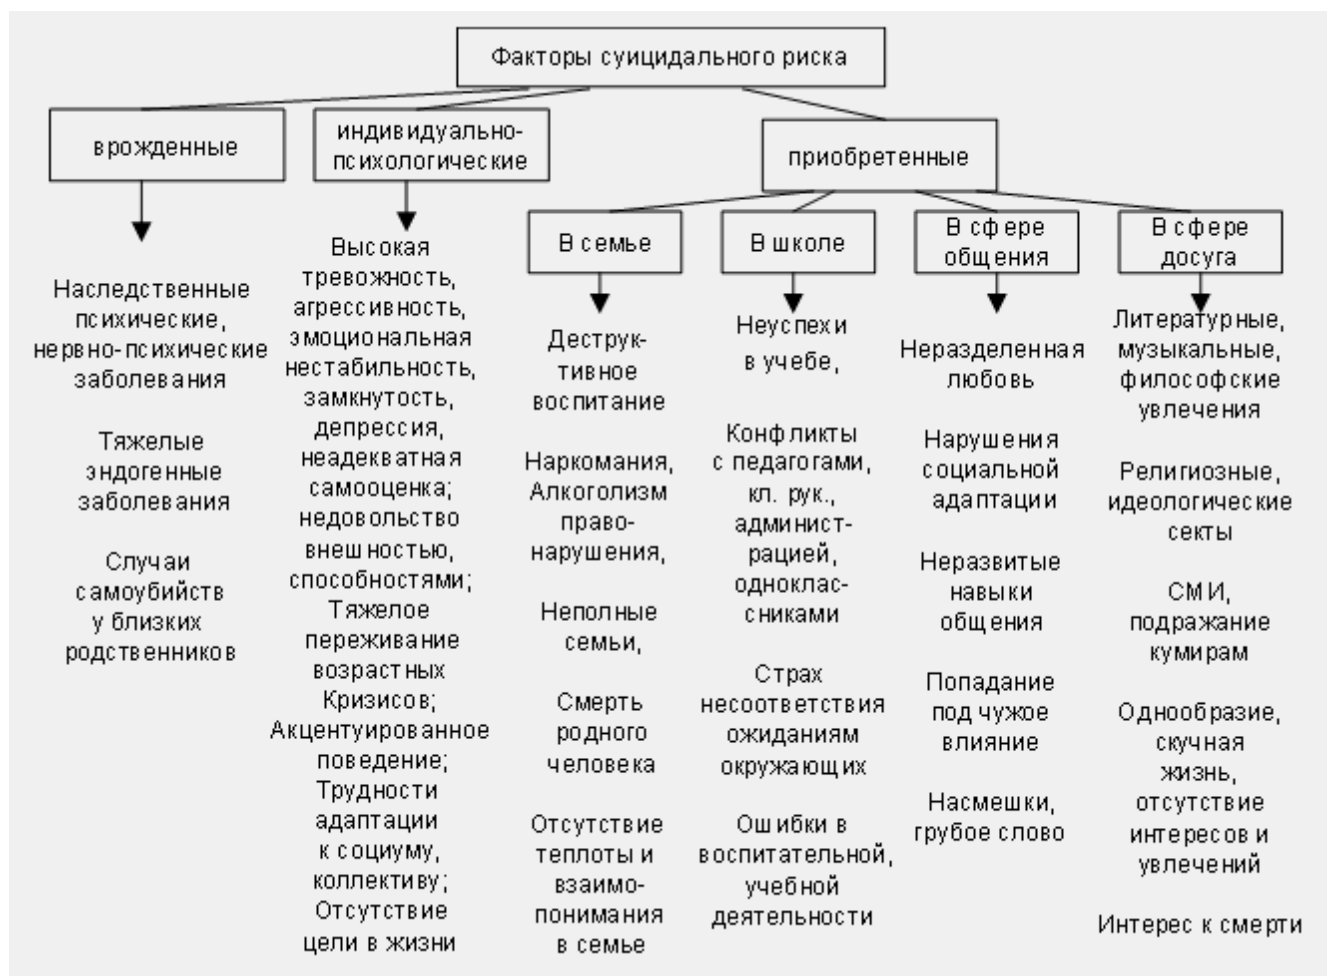 Факторы суицидального риска
врожденные
индивидуально-
психологические
приобретенные
В семье
В школе
В сфере
общения
В сфере
досуга
Наследственные
психические,
нервно-психические
заболевания
Тяжелые
эндогенные
заболевания
Случаи
самоубийств
у близких
родственников
Высокая
тревожность,
агрессивность,
эмоциональная
нестабильность,
замкнутость,
депрессия,
неадекватная
самооценка;
недовольство
внешностью,
способностями;
Тяжелое
переживание
возрастных
Кризисов;
Акцентуированное
поведение;
Трудности
адаптации
к социуму,
коллективу;
Отсутствие
цели в жизни
Деструк-
тивное
воспитание
Наркомания,
Алкоголизм
право-
нарушения,
Неполные
семьи,
Смерть
родного
человека
Отсутствие
теплоты и
взаимо-
понимания
в семье
Неуспехи
в учебе,
Конфликты
с педагогами,
кл. рук.,
админист-
рацией,
одноклас-
сниками
Страх
несоответствия
ожиданиям
окружающих
Ошибки в
воспитательной,
учебной
деятельности
Неразделенная
любовь
Нарушения
социальной
адаптации
Неразвитые
навыки
общения
Попадание
под чужое
влияние
Насмешки,
грубое слово
Литературные,
музыкальные,
философские
увлечения
Религиозные,
идеологические
секты
СМИ,
подражание
кумирам
Однообразие,
скучная
жизнь,
отсутствие
интересов и
увлечений
Интерес к смерти